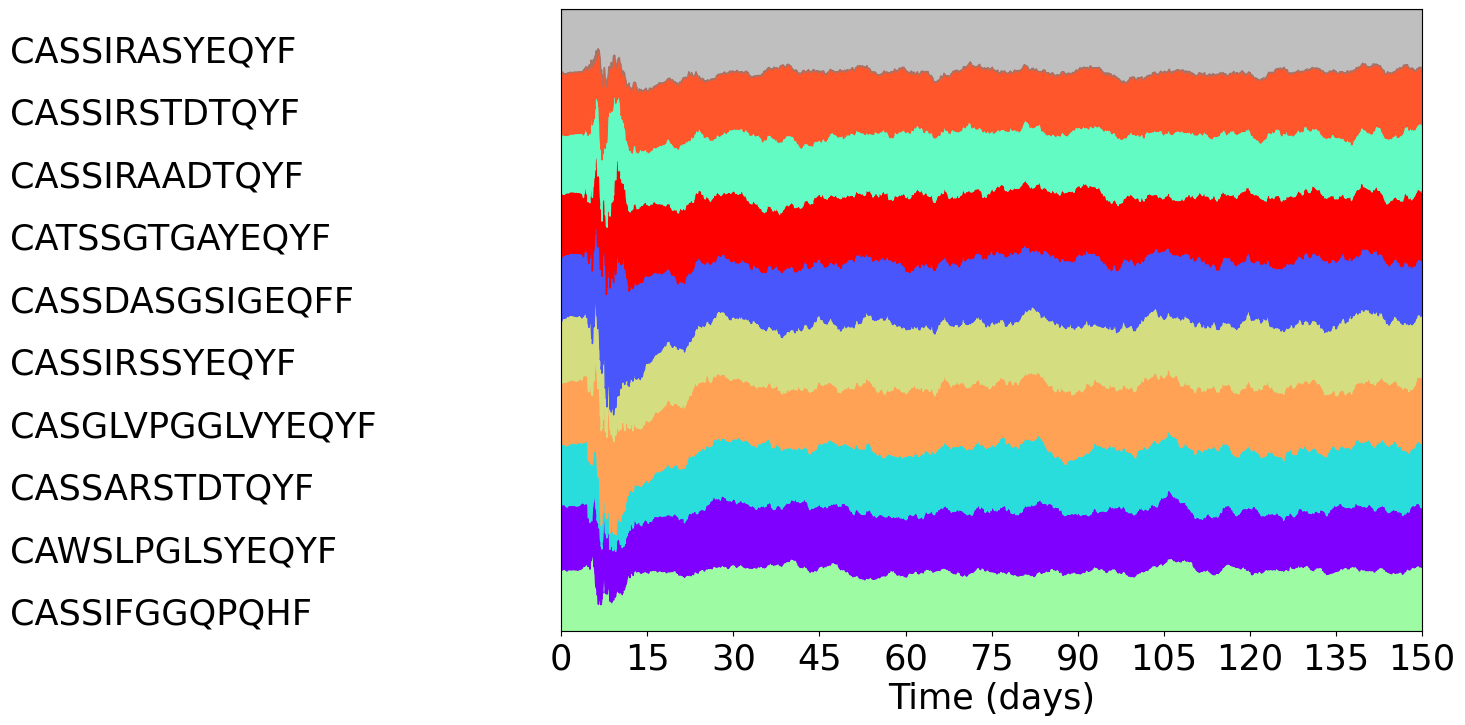 CASSIRASYEQYF
CASSIRSTDTQYF
CASSIRAADTQYF
CATSSGTGAYEQYF
CASSDASGSIGEQFF
CASSIRSSYEQYF
CASGLVPGGLVYEQYF
CASSARSTDTQYF
CAWSLPGLSYEQYF
CASSIFGGQPQHF
0 15 30 45 60 75 90 105 120 135 150
Time (days)